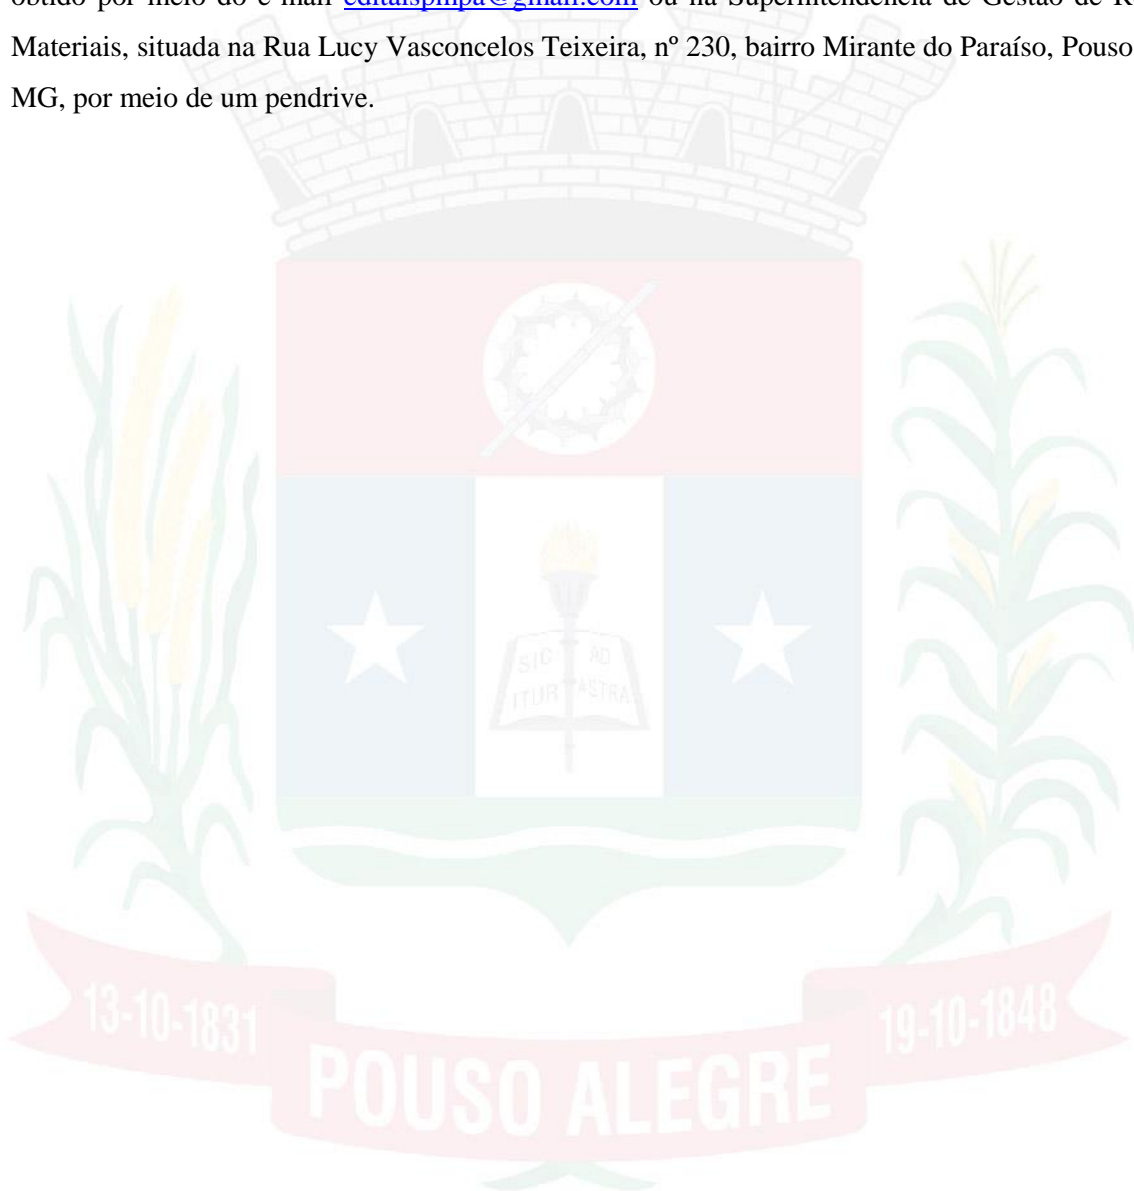 obtido por meio do e-mail editaispmpa@gmail.com ou na Superintendência de Gestão de R
Materiais, situada na Rua Lucy Vasconcelos Teixeira, nº 230, bairro Mirante do Paraíso, Pouso
MG, por meio de um pendrive.
SIC AD
ITUR ASTRA
13-10-1831
19-10-1848
POUSO ALEGRE